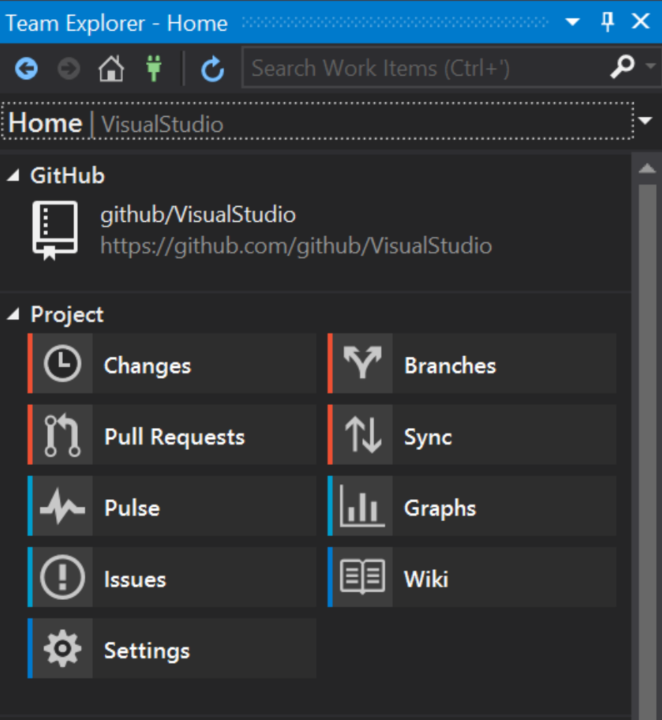 Team Explorer - Home
Search Work Items (Ctrl+')
Home | VisualStudio
GitHub
github/VisualStudio
https://github.com/github/VisualStudio
Project
Changes
Branches
Pull Requests
Sync
Pulse
Graphs
Issues
Wiki
Settings